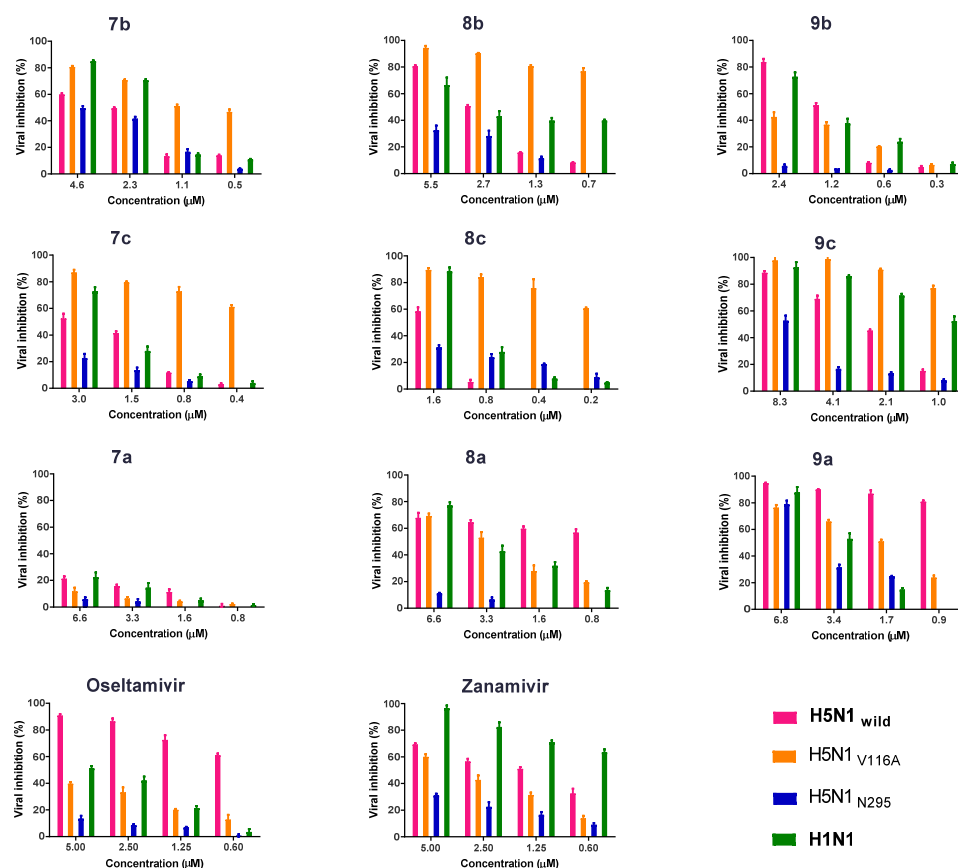 7b
8b
9b
Viral inhibition (%)
100
80
60
40
20
0
4.6
2.3
1.1
0.5
Concentration (μM)
Viral inhibition (%)
100
80
60
40
20
0
5.5
2.7
1.3
0.7
Concentration (μM)
Viral inhibition (%)
100
80
60
40
20
0
2.4
1.2
0.6
0.3
Concentration (μM)
7c
8c
9c
Viral inhibition (%)
100
80
60
40
20
0
3.0
1.5
0.8
0.4
Concentration (μM)
Viral inhibition (%)
100
80
60
40
20
0
1.6
0.8
0.4
0.2
Concentration (μM)
Viral inhibition (%)
100
80
60
40
20
0
8.3
4.1
2.1
1.0
Concentration (μM)
7a
8a
9a
Viral inhibition (%)
100
80
60
40
20
0
6.6
3.3
1.6
0.8
Concentration (μM)
Viral inhibition (%)
100
80
60
40
20
0
6.6
3.3
1.6
0.8
Concentration (μM)
Viral inhibition (%)
100
80
60
40
20
0
6.8
3.4
1.7
0.9
Concentration (μM)
Oseltamivir
Zanamivir
Viral inhibition (%)
100
80
60
40
20
0
5.00
2.50
1.25
0.60
Concentration (μM)
Viral inhibition (%)
100
80
60
40
20
0
5.00
2.50
1.25
0.60
Concentration (μM)
H5N1 wild
H5N1 V116A
H5N1 N295
H1N1